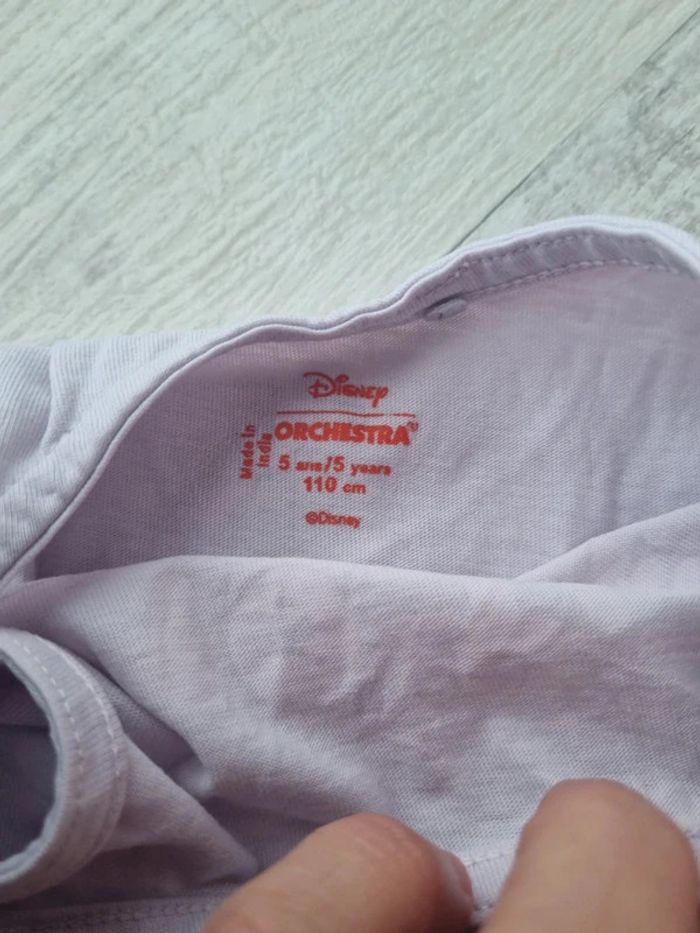 Disney
ORCHESTRA
Made in
India
5 ans/5 years
110 cm
©Disney